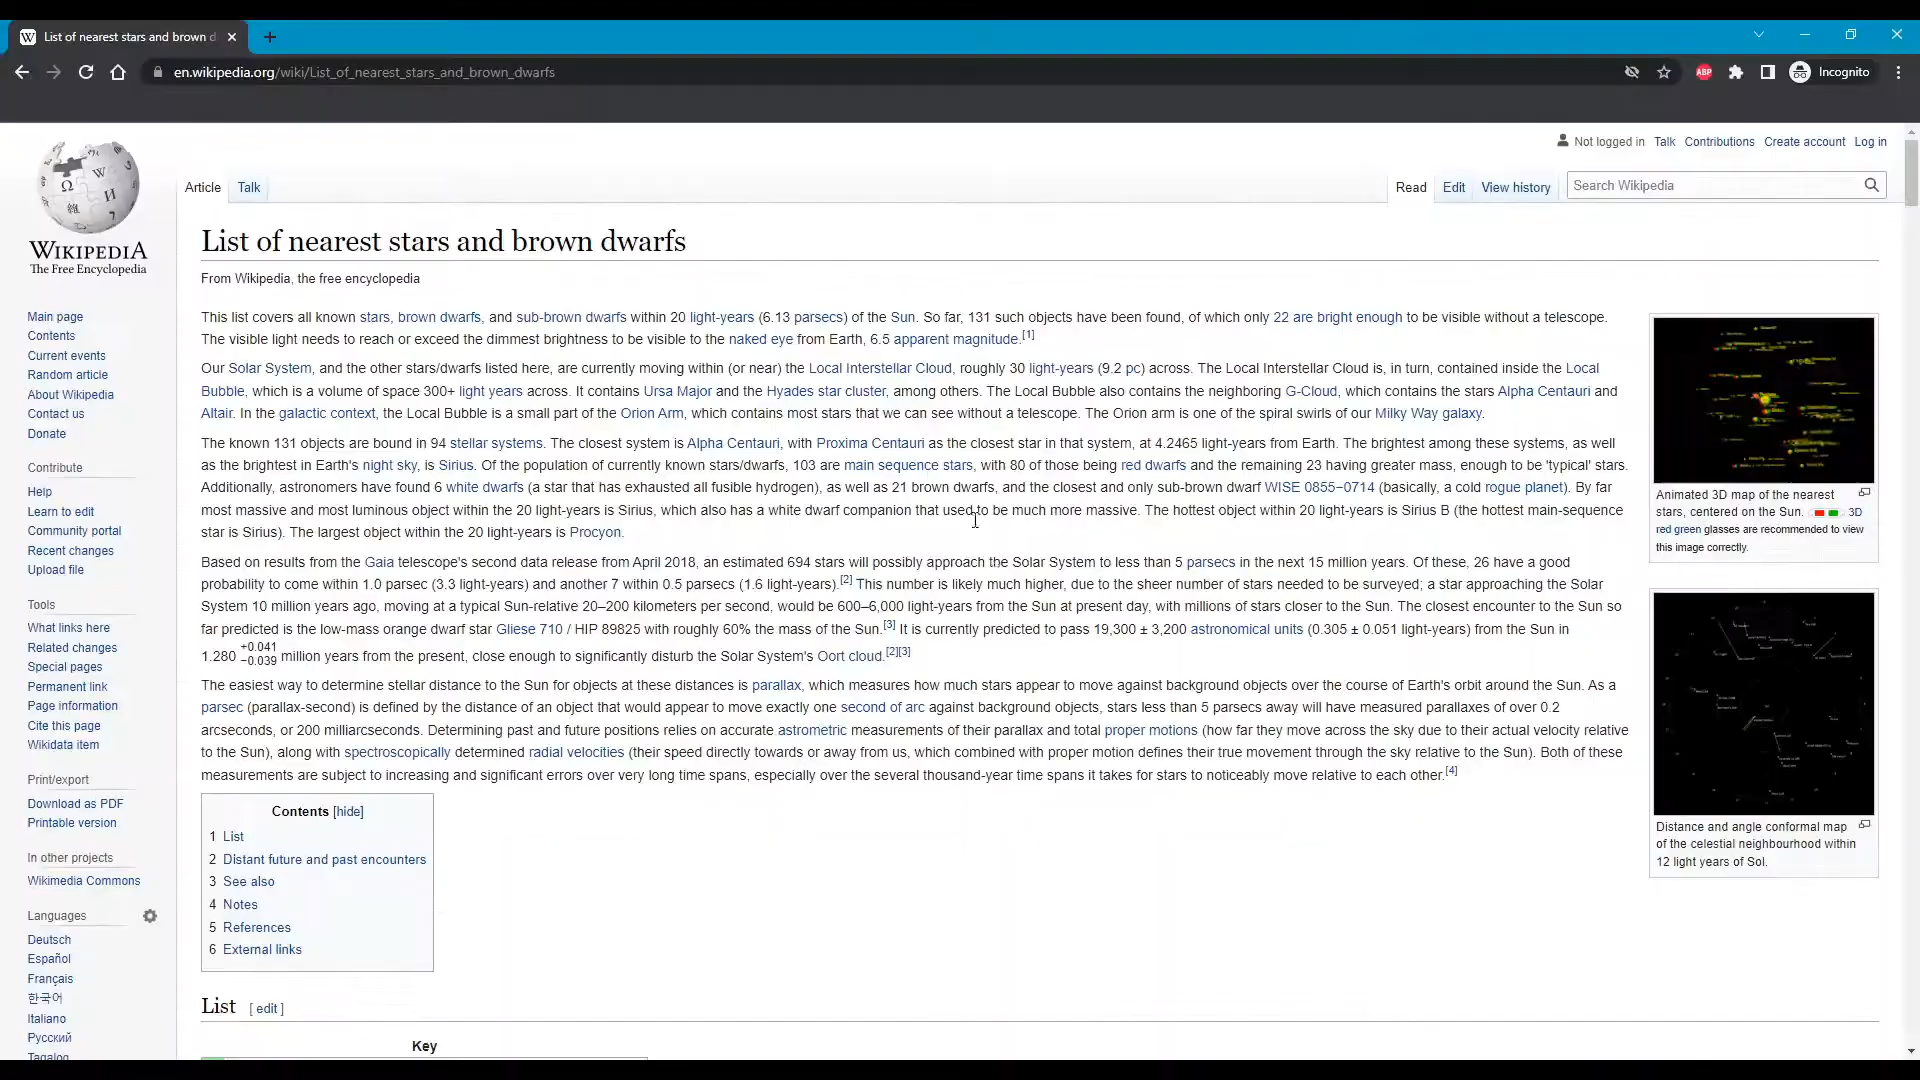 List of nearest stars and brown d
en.wikipedia.org/wiki/List_of_nearest_stars_and_brown_dwarfs
ABP
Incognito
Not logged in Talk Contributions Create account Log in
WIKIPEDIA
The Free Encyclopedia
Article Talk
Read Edit View history
Search Wikipedia
Main page
Contents
Current events
Random article
About Wikipedia
Contact us
Donate
Contribute
Help
Learn to edit
Community portal
Recent changes
Upload file
Tools
What links here
Related changes
Special pages
Permanent link
Page information
Cite this page
Wikidata item
Print/export
Download as PDF
Printable version
In other projects
Wikimedia Commons
Languages
Deutsch
Español
Français
한국어
Italiano
Русский
Tagalog
List of nearest stars and brown dwarfs
From Wikipedia, the free encyclopedia
This list covers all known stars, brown dwarfs, and sub-brown dwarfs within 20 light-years (6.13 parsecs) of the Sun. So far, 131 such objects have been found, of which only 22 are bright enough to be visible without a telescope.
The visible light needs to reach or exceed the dimmest brightness to be visible to the naked eye from Earth, 6.5 apparent magnitude.[1]
Our Solar System, and the other stars/dwarfs listed here, are currently moving within (or near) the Local Interstellar Cloud, roughly 30 light-years (9.2 pc) across. The Local Interstellar Cloud is, in turn, contained inside the Local
Bubble, which is a volume of space 300+ light years across. It contains Ursa Major and the Hyades star cluster, among others. The Local Bubble also contains the neighboring G-Cloud, which contains the stars Alpha Centauri and
Altair. In the galactic context, the Local Bubble is a small part of the Orion Arm, which contains most stars that we can see without a telescope. The Orion arm is one of the spiral swirls of our Milky Way galaxy.
The known 131 objects are bound in 94 stellar systems. The closest system is Alpha Centauri, with Proxima Centauri as the closest star in that system, at 4.2465 light-years from Earth. The brightest among these systems, as well
as the brightest in Earth's night sky, is Sirius. Of the population of currently known stars/dwarfs, 103 are main sequence stars, with 80 of those being red dwarfs and the remaining 23 having greater mass, enough to be 'typical' stars.
Additionally, astronomers have found 6 white dwarfs (a star that has exhausted all fusible hydrogen), as well as 21 brown dwarfs, and the closest and only sub-brown dwarf WISE 0855−0714 (basically, a cold rogue planet). By far
most massive and most luminous object within the 20 light-years is Sirius, which also has a white dwarf companion that used to be much more massive. The hottest object within 20 light-years is Sirius B (the hottest main-sequence
star is Sirius). The largest object within the 20 light-years is Procyon.
Based on results from the Gaia telescope's second data release from April 2018, an estimated 694 stars will possibly approach the Solar System to less than 5 parsecs in the next 15 million years. Of these, 26 have a good
probability to come within 1.0 parsec (3.3 light-years) and another 7 within 0.5 parsecs (1.6 light-years).[2] This number is likely much higher, due to the sheer number of stars needed to be surveyed; a star approaching the Solar
System 10 million years ago, moving at a typical Sun-relative 20–200 kilometers per second, would be 600–6,000 light-years from the Sun at present day, with millions of stars closer to the Sun. The closest encounter to the Sun so
far predicted is the low-mass orange dwarf star Gliese 710 / HIP 89825 with roughly 60% the mass of the Sun.[3] It is currently predicted to pass 19,300 ± 3,200 astronomical units (0.305 ± 0.051 light-years) from the Sun in
1.280 +0.041 −0.039 million years from the present, close enough to significantly disturb the Solar System's Oort cloud.[2][3]
The easiest way to determine stellar distance to the Sun for objects at these distances is parallax, which measures how much stars appear to move against background objects over the course of Earth's orbit around the Sun. As a
parsec (parallax-second) is defined by the distance of an object that would appear to move exactly one second of arc against background objects, stars less than 5 parsecs away will have measured parallaxes of over 0.2
arcseconds, or 200 milliarcseconds. Determining past and future positions relies on accurate astrometric measurements of their parallax and total proper motions (how far they move across the sky due to their actual velocity relative
to the Sun), along with spectroscopically determined radial velocities (their speed directly towards or away from us, which combined with proper motion defines their true movement through the sky relative to the Sun). Both of these
measurements are subject to increasing and significant errors over very long time spans, especially over the several thousand-year time spans it takes for stars to noticeably move relative to each other.[4]
Animated 3D map of the nearest
stars, centered on the Sun. 3D
red green glasses are recommended to view
this image correctly.
Distance and angle conformal map
of the celestial neighbourhood within
12 light years of Sol.
Contents [hide]
1 List
2 Distant future and past encounters
3 See also
4 Notes
5 References
6 External links
List [ edit ]
Key